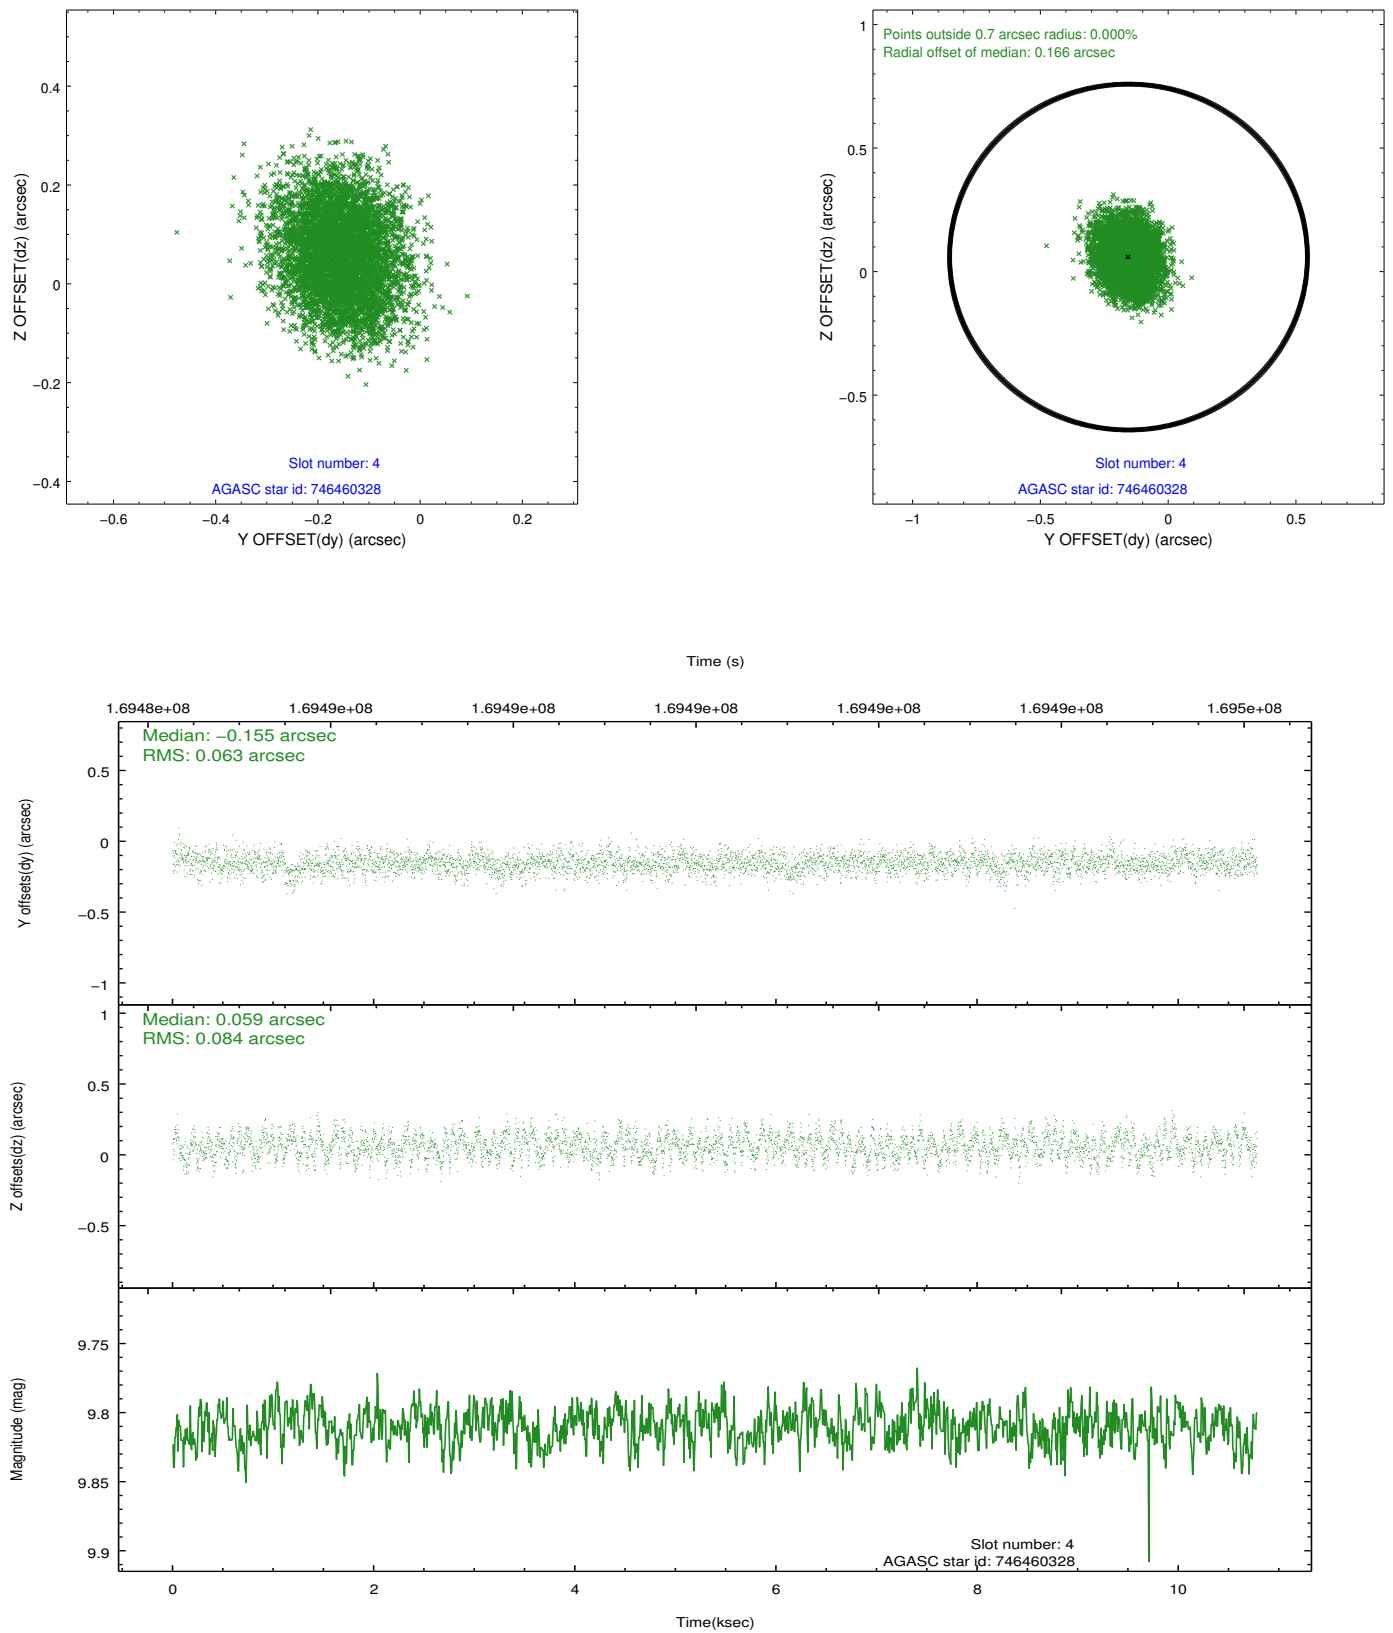 0.4
0.2
0
−0.2
−0.4
Z OFFSET(dz) (arcsec)
Slot number: 4
AGASC star id: 746460328
−0.6
−0.4
−0.2
0
0.2
Y OFFSET(dy) (arcsec)
Points outside 0.7 arcsec radius: 0.000%
Radial offset of median: 0.166 arcsec
1
0.5
0
−0.5
Z OFFSET(dz) (arcsec)
Slot number: 4
AGASC star id: 746460328
−1
−0.5
0
0.5
Y OFFSET(dy) (arcsec)
Time (s)
1.6948e+08
1.6949e+08
1.6949e+08
1.6949e+08
1.6949e+08
1.6949e+08
1.695e+08
Median: −0.155 arcsec
RMS: 0.063 arcsec
0.5
0
−0.5
−1
Y offsets(dy) (arcsec)
Median: 0.059 arcsec
RMS: 0.084 arcsec
1
0.5
0
−0.5
Z offsets(dz) (arcsec)
9.75
9.8
9.85
9.9
Magnitude (mag)
Slot number: 4
AGASC star id: 746460328
0
2
4
6
8
10
Time(ksec)